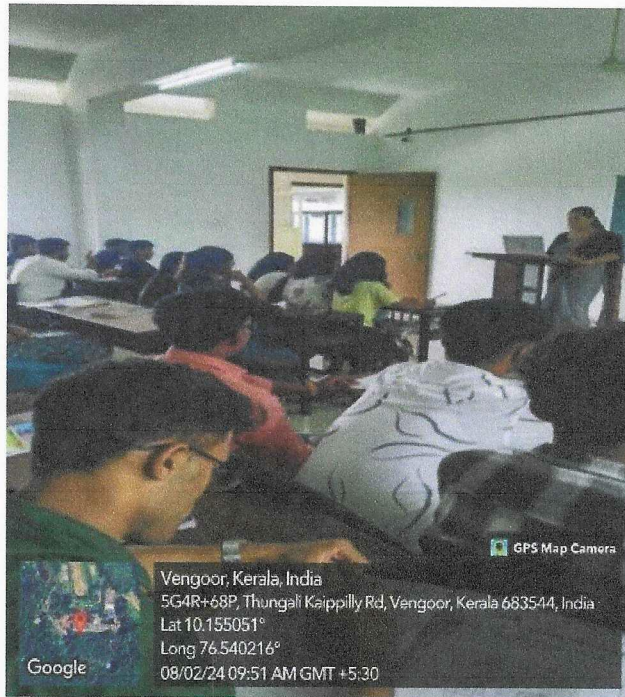 GPS Map Camera
Vengoor, Kerala, India
5G4R+68P, Thungali Kaippilly Rd, Vengoor, Kerala 683544, India
Lat 10.155051°
Long 76.540216°
08/02/24 09:51 AM GMT +5:30
Google